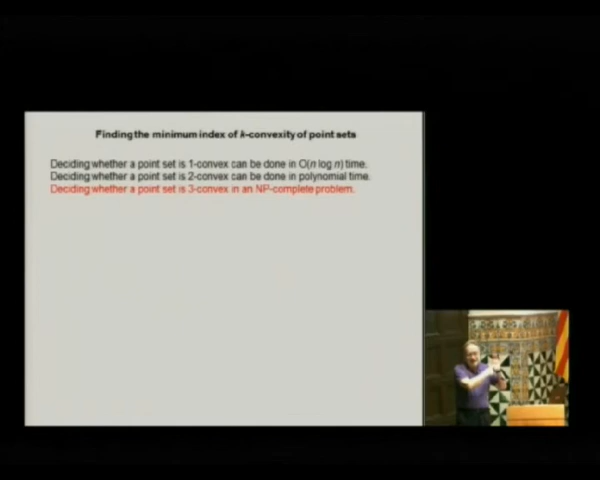 Finding the minimum index of k-convexity of point sets
Deciding whether a point set is 1-convex can be done in O(n log n) time.
Deciding whether a point set is 2-convex can be done in polynomial time.
Deciding whether a point set is 3-convex in an NP-complete problem.